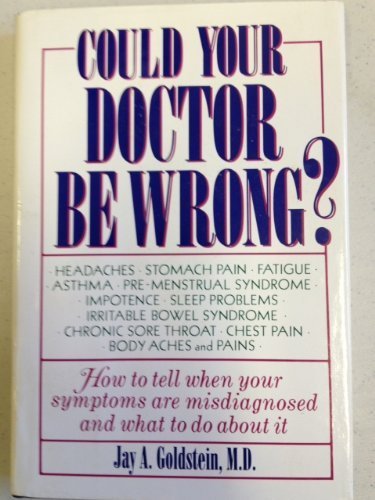 COULD YOUR
DOCTOR
BE WRONG?
· HEADACHES · STOMACH PAIN · FATIGUE ·
ASTHMA · PRE-MENSTRUAL SYNDROME ·
· IMPOTENCE · SLEEP PROBLEMS ·
IRRITABLE BOWEL SYNDROME ·
· CHRONIC SORE THROAT · CHEST PAIN ·
BODY ACHES and PAINS ·
How to tell when your
symptoms are misdiagnosed
and what to do about it
Jay A. Goldstein, M.D.